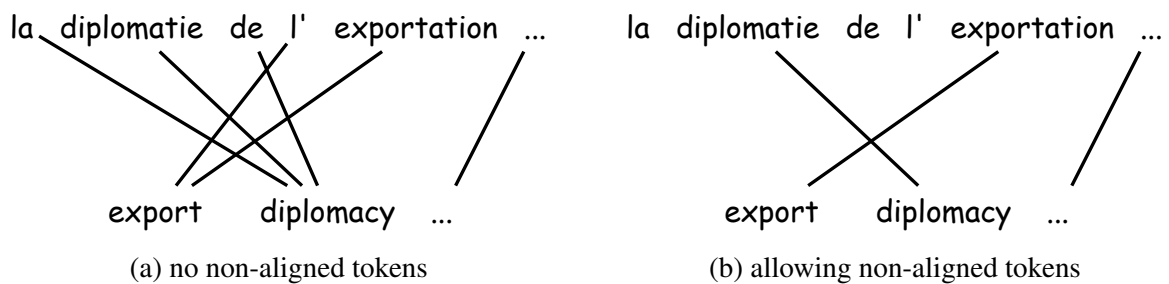 la diplomatie de l' exportation ...
export diplomacy ...
(a) no non-aligned tokens
la diplomatie de l' exportation ...
export diplomacy ...
(b) allowing non-aligned tokens